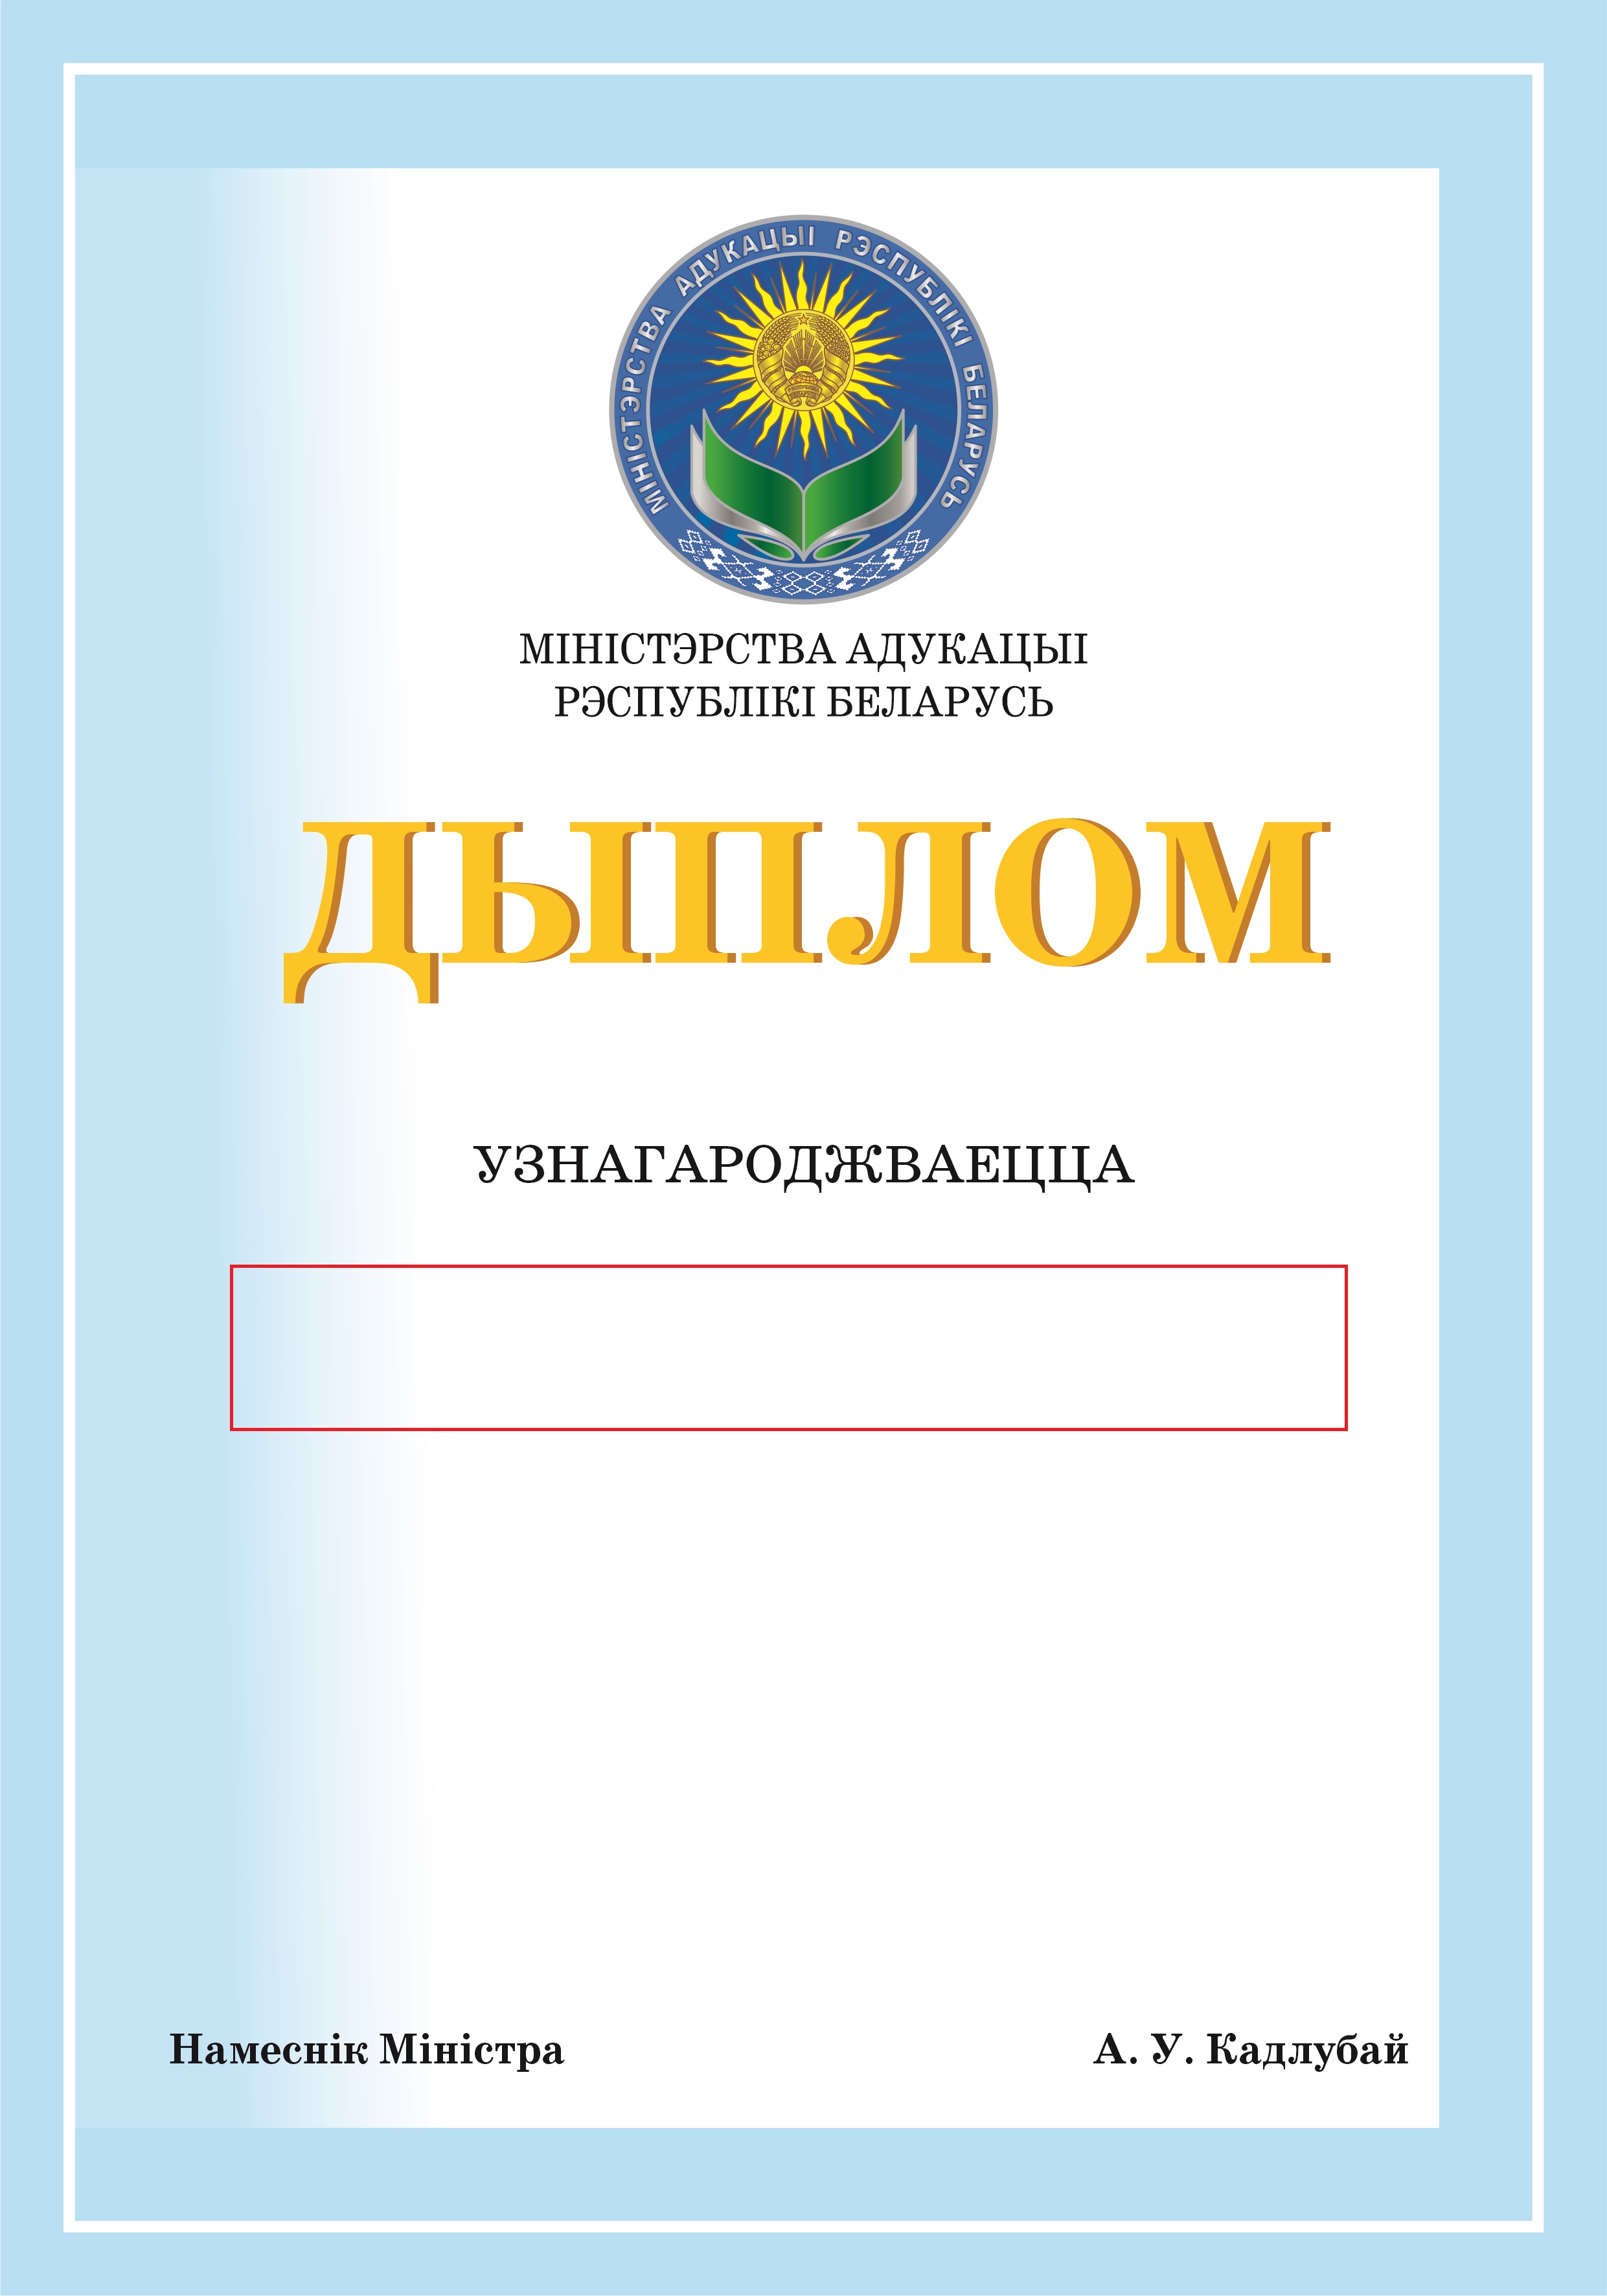 МІНІСТЭРСТВА АДУКАЦЫІ РЭСПУБЛІКІ БЕЛАРУСЬ
МІНІСТЭРСТВА АДУКАЦЫІ
РЭСПУБЛІКІ БЕЛАРУСЬ
ДЫПЛОМ
УЗНАГАРОДЖВАЕЦЦА
Намеснік Міністра А. У. Кадлубай